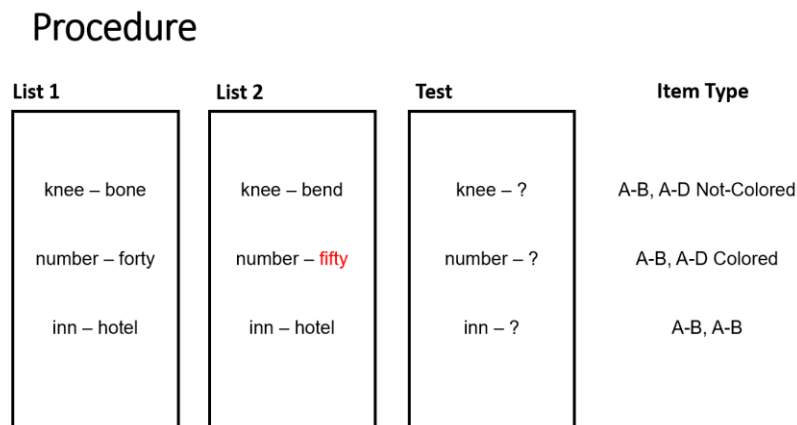 Procedure
List 1 List 2 Test Item Type
knee – bone knee – bend knee – ? A-B, A-D Not-Colored
number – forty number – fifty number – ? A-B, A-D Colored
inn – hotel inn – hotel inn – ? A-B, A-B